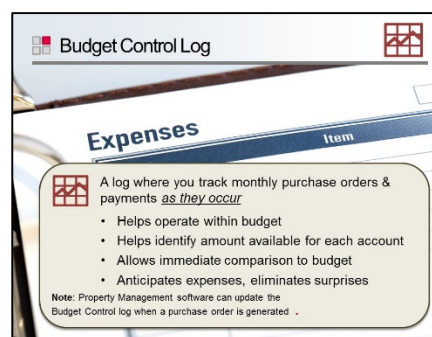 Budget Control Log
Expenses
Item
A log where you track monthly purchase orders &
payments as they occur
• Helps operate within budget
• Helps identify amount available for each account
• Allows immediate comparison to budget
• Anticipates expenses, eliminates surprises
Note: Property Management software can update the
Budget Control log when a purchase order is generated .